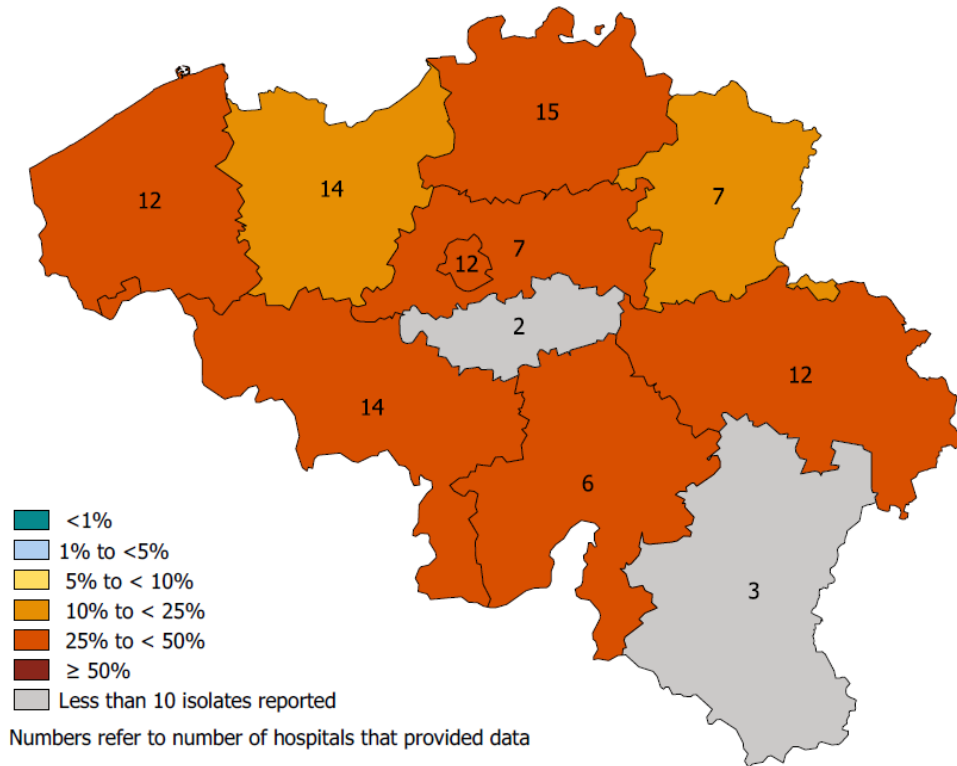 15
14
12
7
7
12
2
12
14
6
3
<1%
1% to <5%
5% to < 10%
10% to < 25%
25% to < 50%
≥ 50%
Less than 10 isolates reported
Numbers refer to number of hospitals that provided data